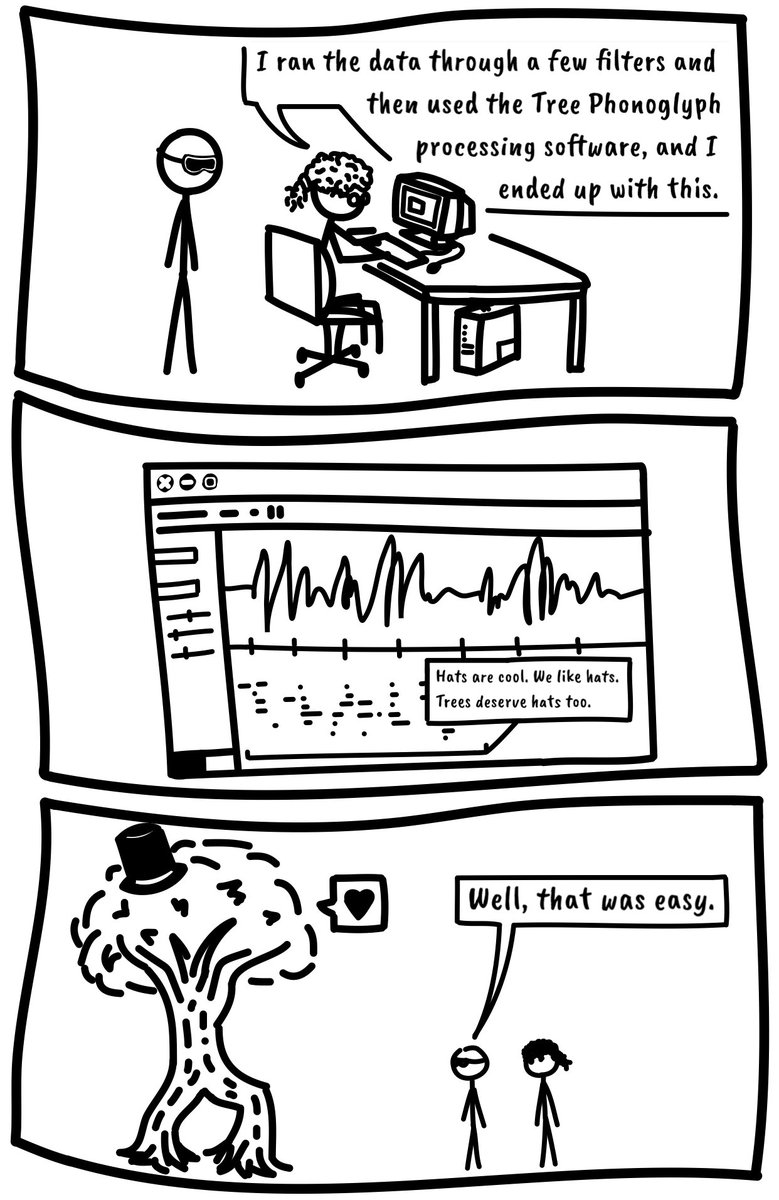 I ran the data through a few filters and
then used the Tree Phonoglyph
processing software, and I
ended up with this.
Hats are cool. We like hats.
Trees deserve hats too.
Well, that was easy.